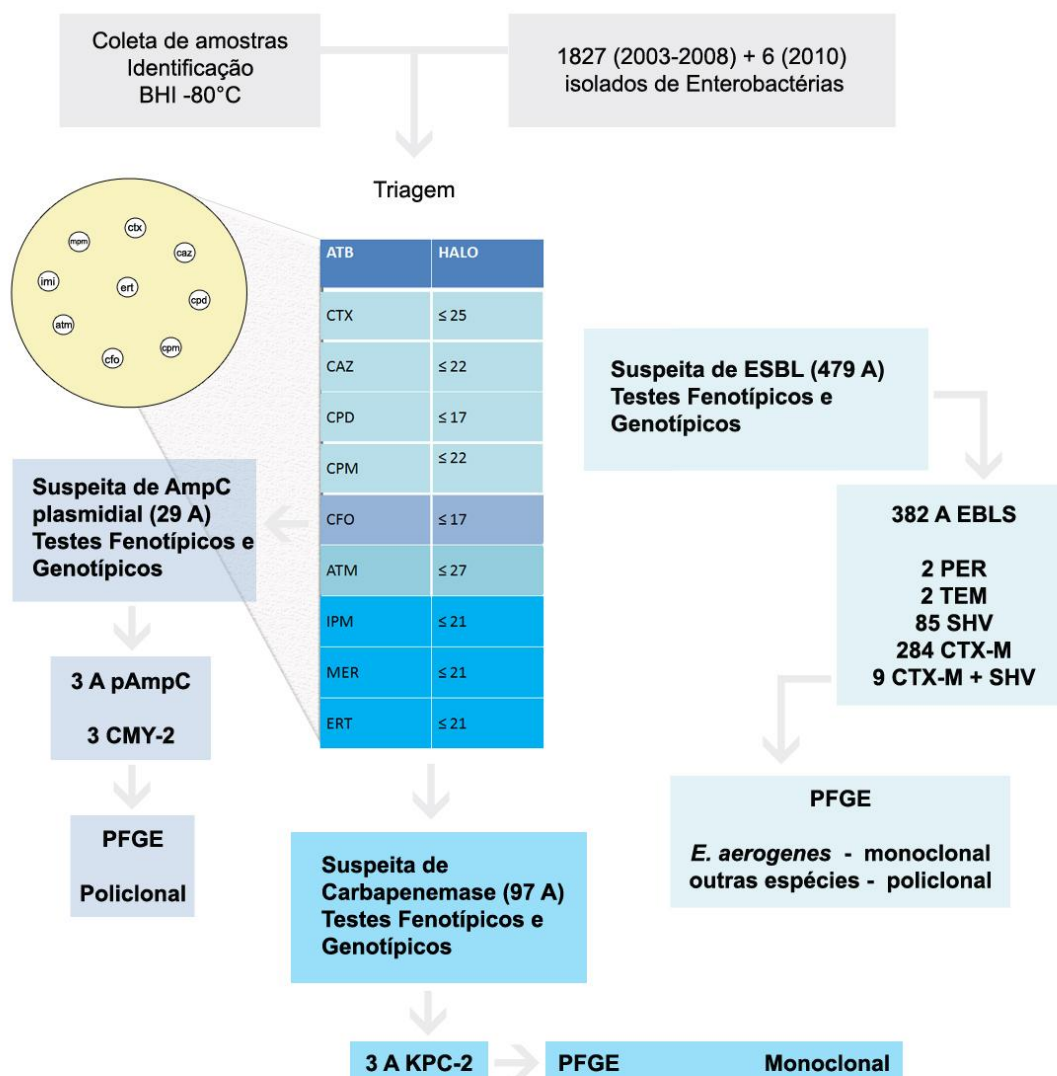 Coleta de amostras
Identificação
BHI -80°C
1827 (2003-2008) + 6 (2010)
isolados de Enterobactérias
Triagem
ctx
mpm
caz
imi
ert
cpd
atm
cfo
cpm
ATB HALO
CTX ≤ 25
CAZ ≤ 22
CPD ≤ 17
CPM ≤ 22
CFO ≤ 17
ATM ≤ 27
IPM ≤ 21
MER ≤ 21
ERT ≤ 21
Suspeita de ESBL (479 A)
Testes Fenotípicos e
Genotípicos
382 A EBLS
2 PER
2 TEM
85 SHV
284 CTX-M
9 CTX-M + SHV
PFGE
E. aerogenes - monoclonal
outras espécies - policlonal
Suspeita de AmpC
plasmidial (29 A)
Testes Fenotípicos e
Genotípicos
3 A pAmpC
3 CMY-2
PFGE
Policlonal
Suspeita de
Carbapenemase (97 A)
Testes Fenotípicos e
Genotípicos
3 A KPC-2
PFGE Monoclonal